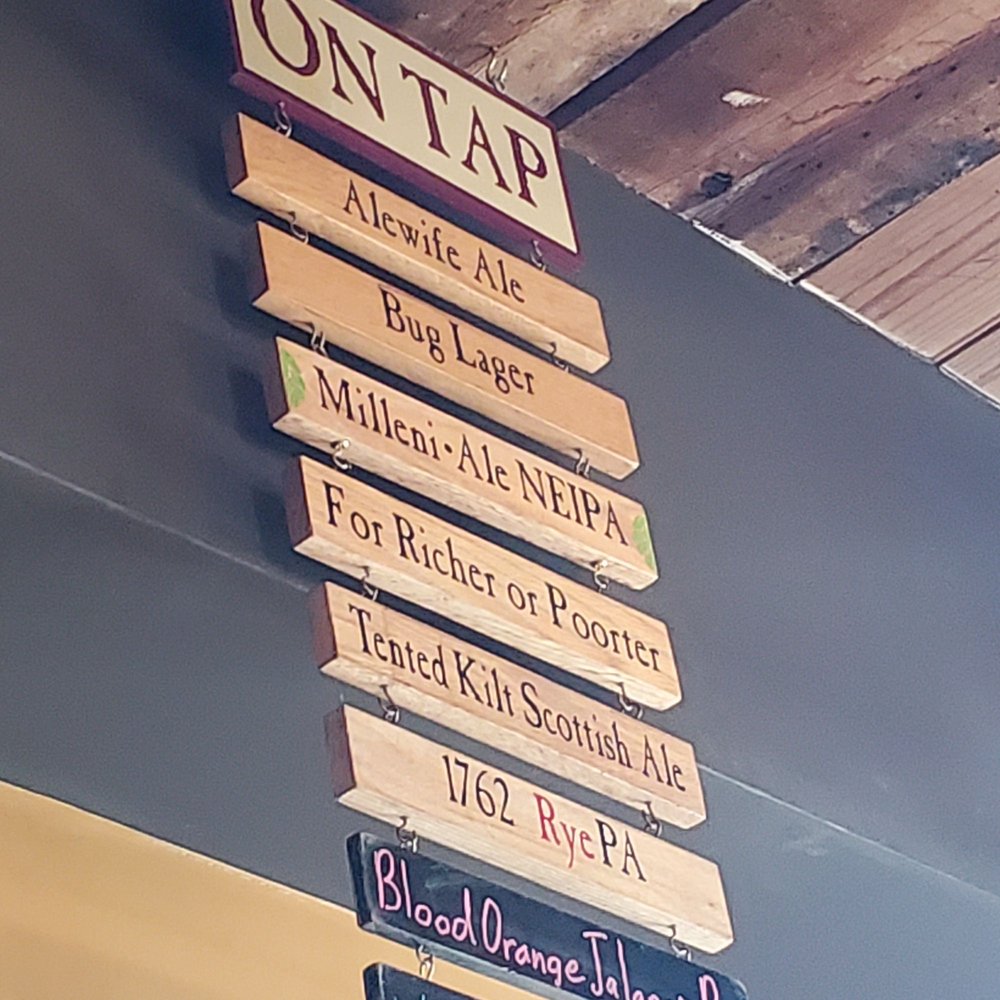 ON TAP
Alewife Ale
Bug Lager
Milleni·Ale NEIPA
For Richer or Poorter
Tented Kilt Scottish Ale
1762 RyePA
Blood Orange